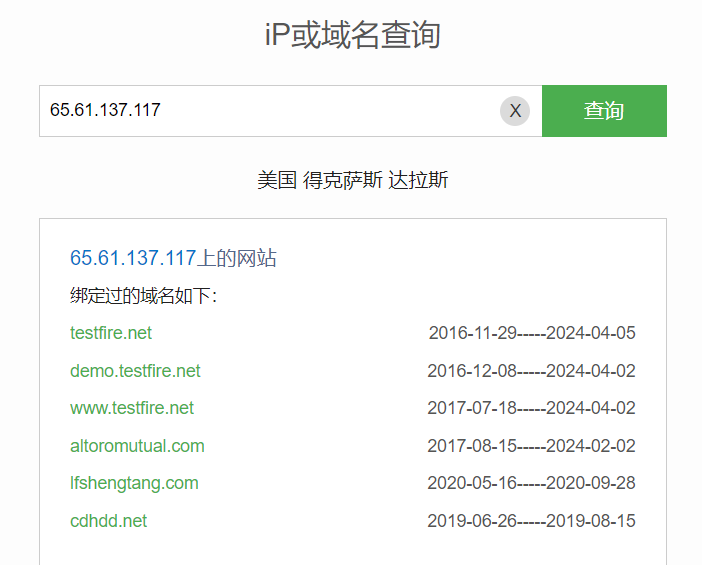 iP或域名查询
65.61.137.117 X 查询
美国 得克萨斯 达拉斯
65.61.137.117上的网站
绑定过的域名如下：
testfire.net 2016-11-29-----2024-04-05
demo.testfire.net 2016-12-08-----2024-04-02
www.testfire.net 2017-07-18-----2024-04-02
altoromutual.com 2017-08-15-----2024-02-02
lfshengtang.com 2020-05-16-----2020-09-28
cdhdd.net 2019-06-26-----2019-08-15